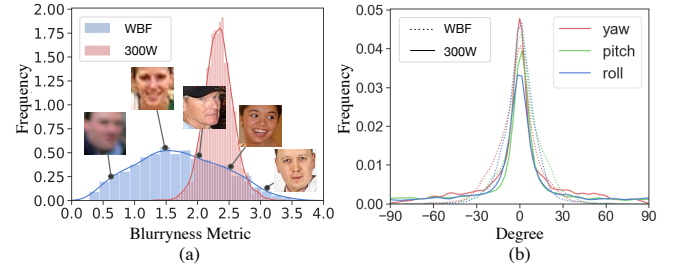 2.00
1.75
1.50
1.25
1.00
0.75
0.50
0.25
0.00
Frequency
WBF
300W
0.0 0.5 1.0 1.5 2.0 2.5 3.0 3.5 4.0
Blurryness Metric
(a)
0.05
0.04
0.03
0.02
0.01
0.00
Frequency
WBF
300W
yaw
pitch
roll
−90 −60 −30 0 30 60 90
Degree
(b)